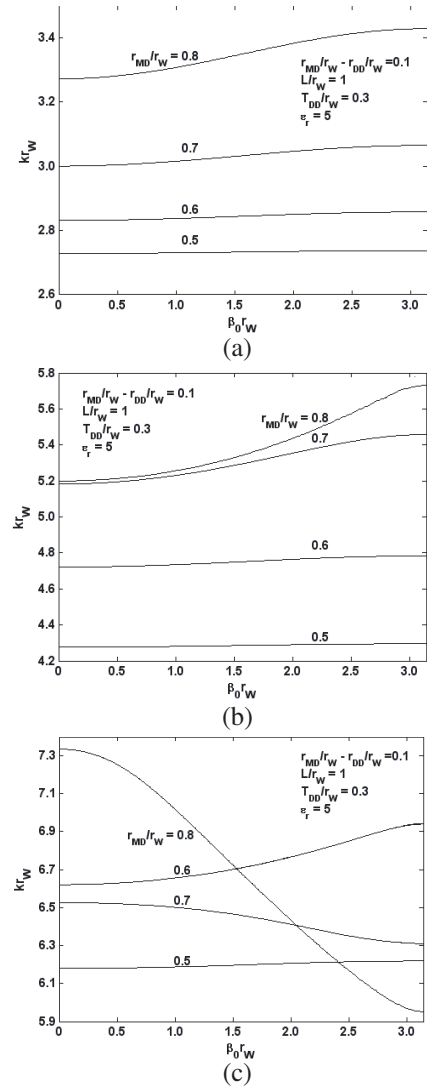 3.4
r_MD/r_W = 0.8
r_MD/r_W - r_DD/r_W =0.1
L/r_W = 1
T_DD/r_W = 0.3
ε_r = 5
3.2
kr_W
0.7
3.0
0.6
2.8
0.5
2.6
0 0.5 1.0 1.5 2.0 2.5 3.0
β_0 r_W
(a)
5.8
r_MD/r_W - r_DD/r_W =0.1
L/r_W = 1
T_DD/r_W = 0.3
ε_r = 5
r_MD/r_W = 0.8
5.6
5.4
0.7
5.2
5.0
kr_W
4.8
0.6
4.6
4.4
0.5
4.2
0 0.5 1.0 1.5 2.0 2.5 3.0
β_0 r_W
(b)
7.3
r_MD/r_W - r_DD/r_W =0.1
L/r_W = 1
T_DD/r_W = 0.3
ε_r = 5
7.1
r_MD/r_W = 0.8
6.9
6.7
kr_W
0.6
6.5
0.7
6.3
0.5
6.1
5.9
0 0.5 1.0 1.5 2.0 2.5 3.0
β_0 r_W
(c)